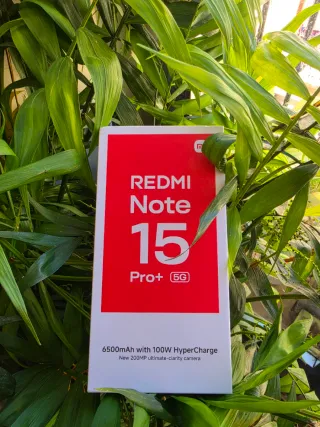 REDMI
Note
15
Pro+ 5G
6500mAh with 100W HyperCharge
New 200MP ultimate-clarity camera